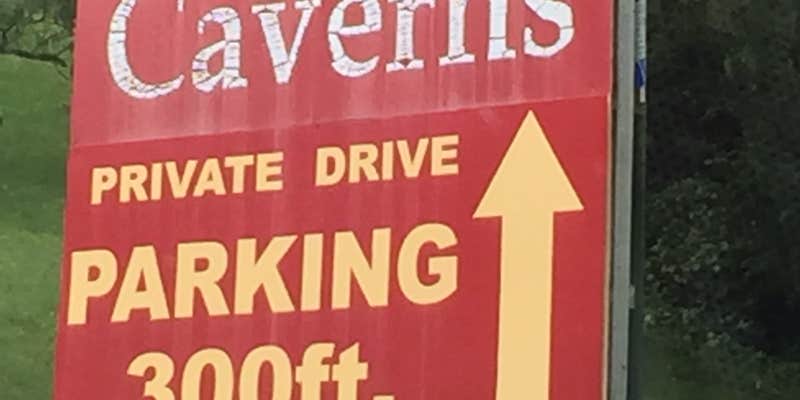 Caverns
PRIVATE DRIVE
PARKING
300ft.